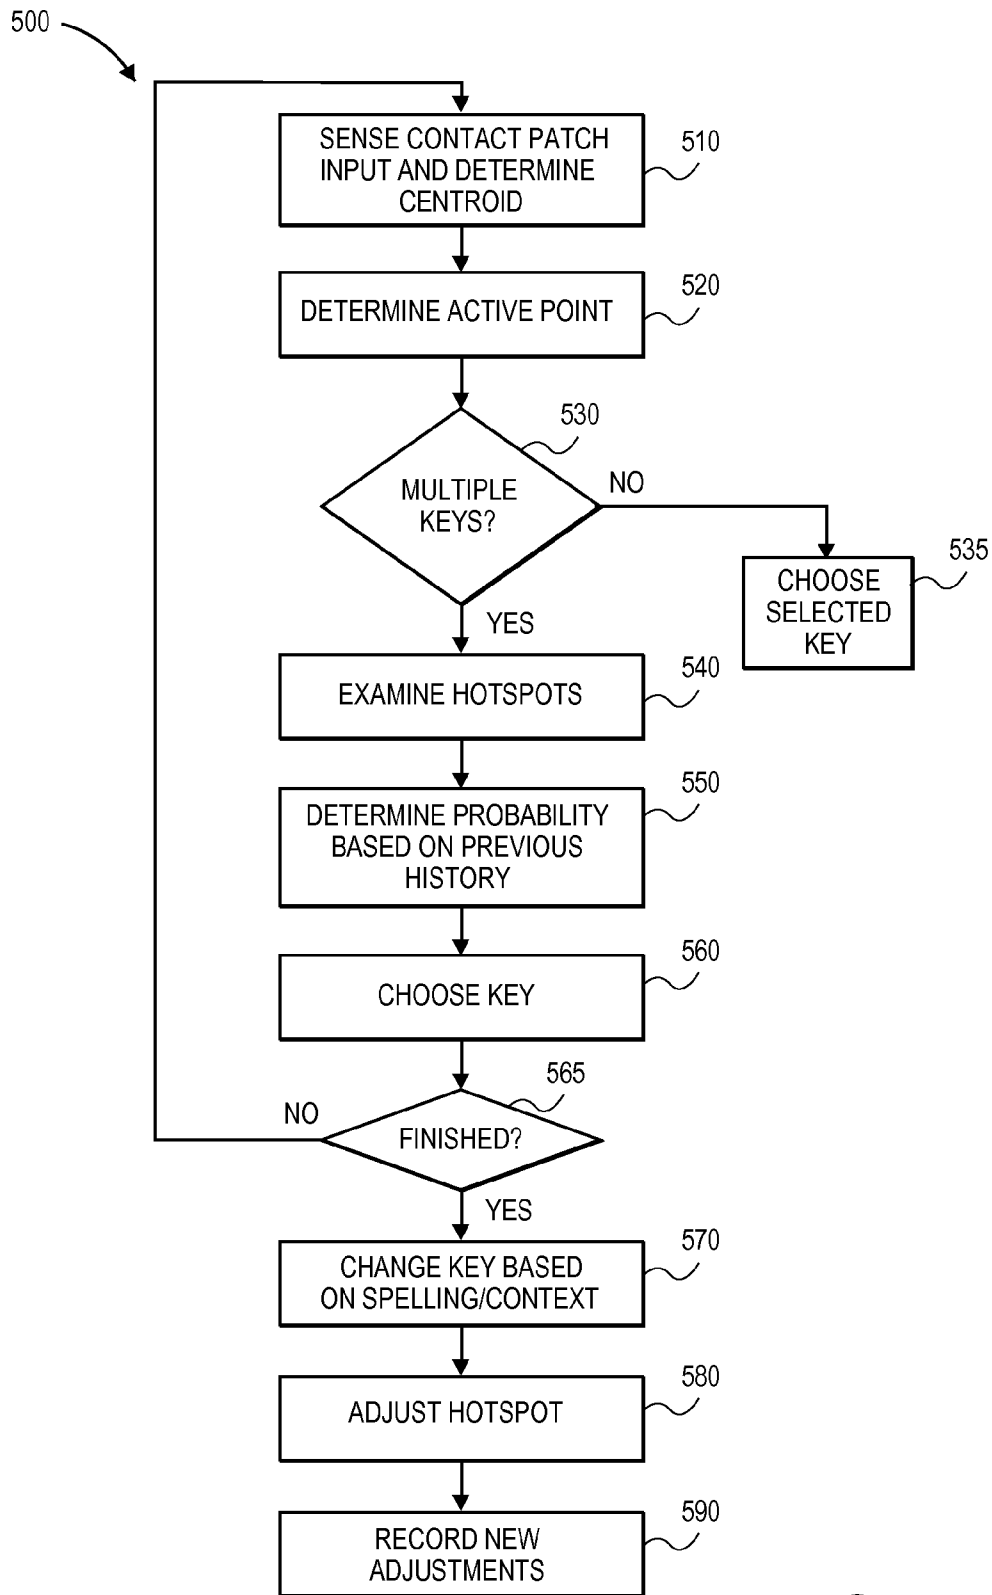 500
SENSE CONTACT PATCH
INPUT AND DETERMINE
CENTROID
510
DETERMINE ACTIVE POINT
520
MULTIPLE
KEYS?
530
NO
CHOOSE
SELECTED
KEY
535
YES
EXAMINE HOTSPOTS
540
DETERMINE PROBABILITY
BASED ON PREVIOUS
HISTORY
550
CHOOSE KEY
560
FINISHED?
565
NO
YES
CHANGE KEY BASED
ON SPELLING/CONTEXT
570
ADJUST HOTSPOT
580
RECORD NEW
ADJUSTMENTS
590